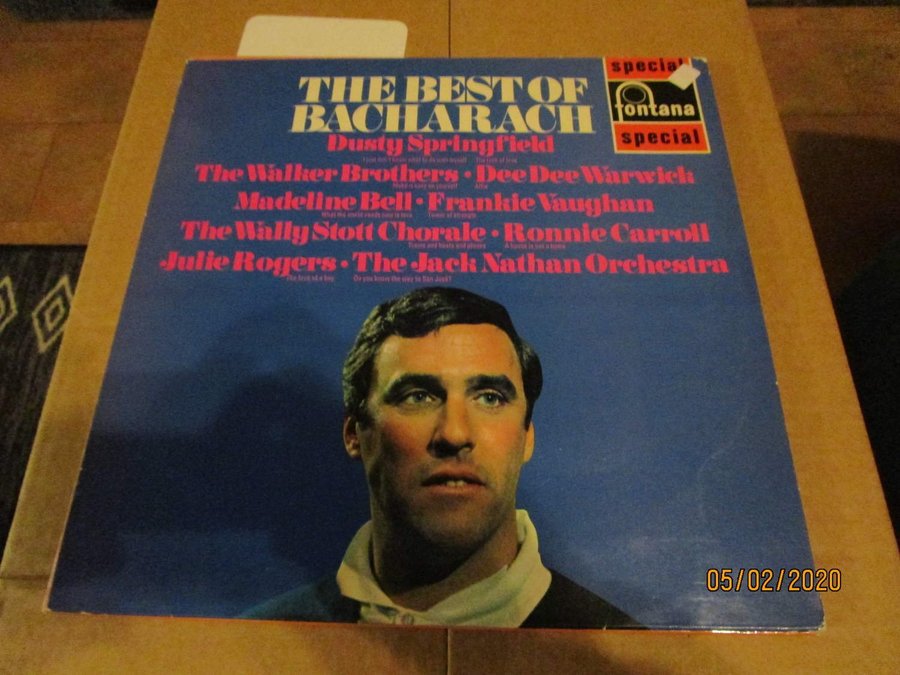 special
THE BEST OF
BACHARACH
fontana
special
Dusty Springfield
I just don't know what to do with myself The look of love
The Walker Brothers • Dee Dee Warwick
Make it easy on yourself Alfie
Madeline Bell • Frankie Vaughan
What the world needs now is love Tower of strength
The Wally Stott Chorale • Ronnie Carroll
Trains and boats and planes A house is not a home
Julie Rogers • The Jack Nathan Orchestra
The love of a boy Do you know the way to San José?
05/02/2020